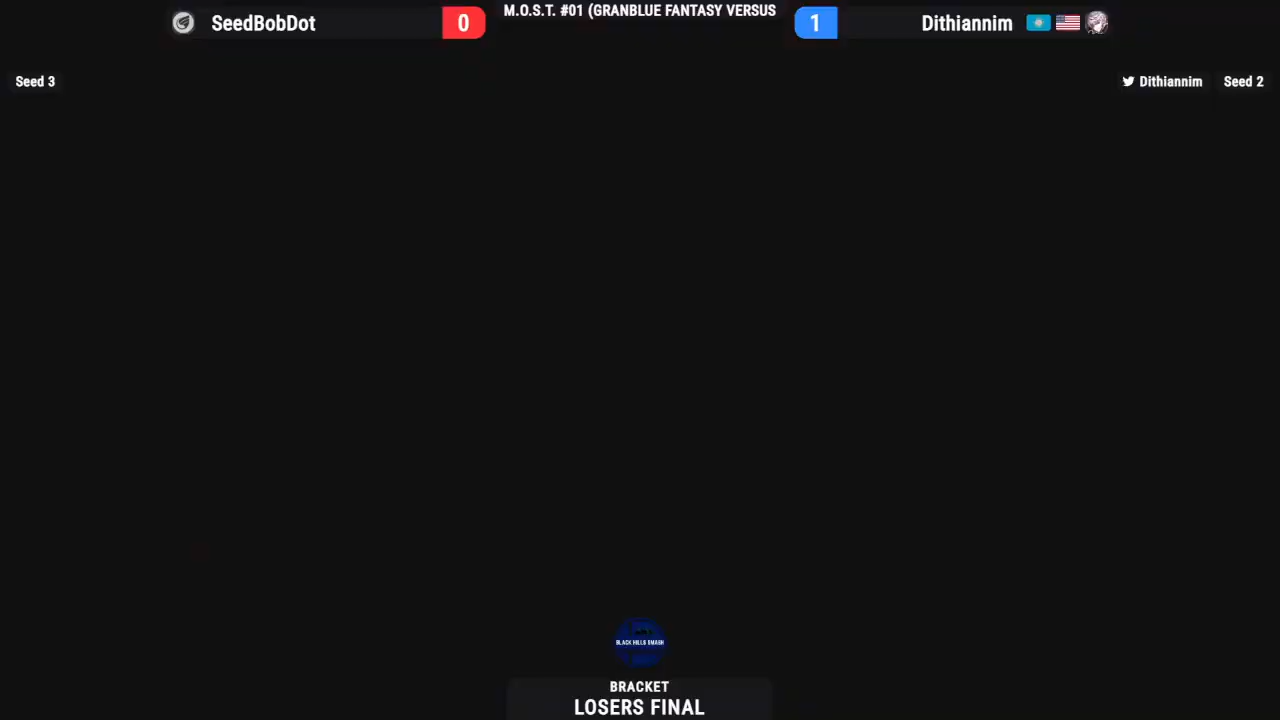 SeedBobDot
0
M.O.S.T. #01 (GRANBLUE FANTASY VERSUS
1
Dithiannim
Seed 3
Dithiannim
Seed 2
BLACK HILLS SMASH
BRACKET
LOSERS FINAL